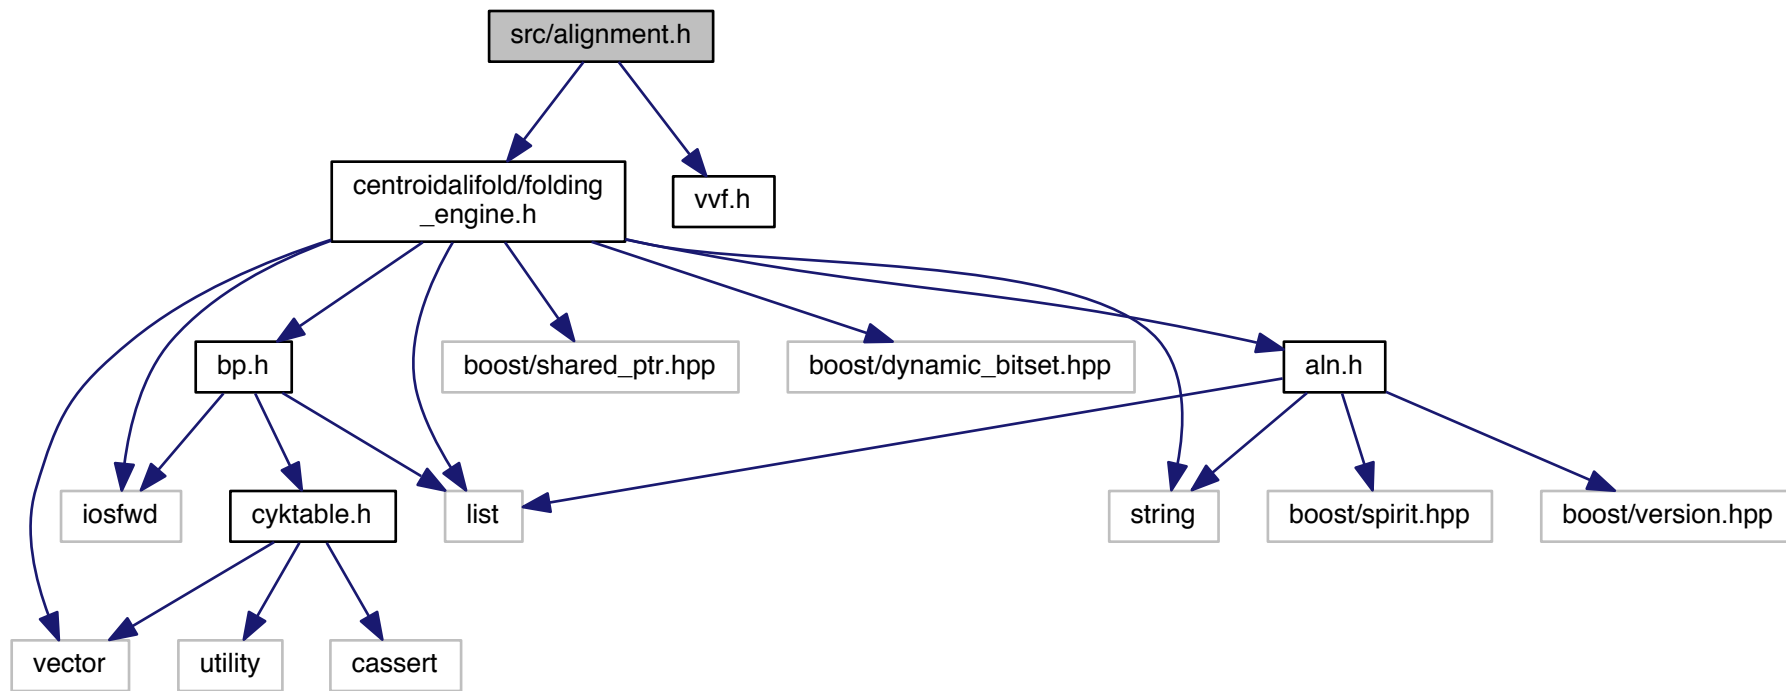 src/alignment.h
centroidalifold/folding
_engine.h
vvf.h
bp.h
boost/shared_ptr.hpp
boost/dynamic_bitset.hpp
aln.h
iosfwd
cyktable.h
list
string
boost/spirit.hpp
boost/version.hpp
vector
utility
cassert